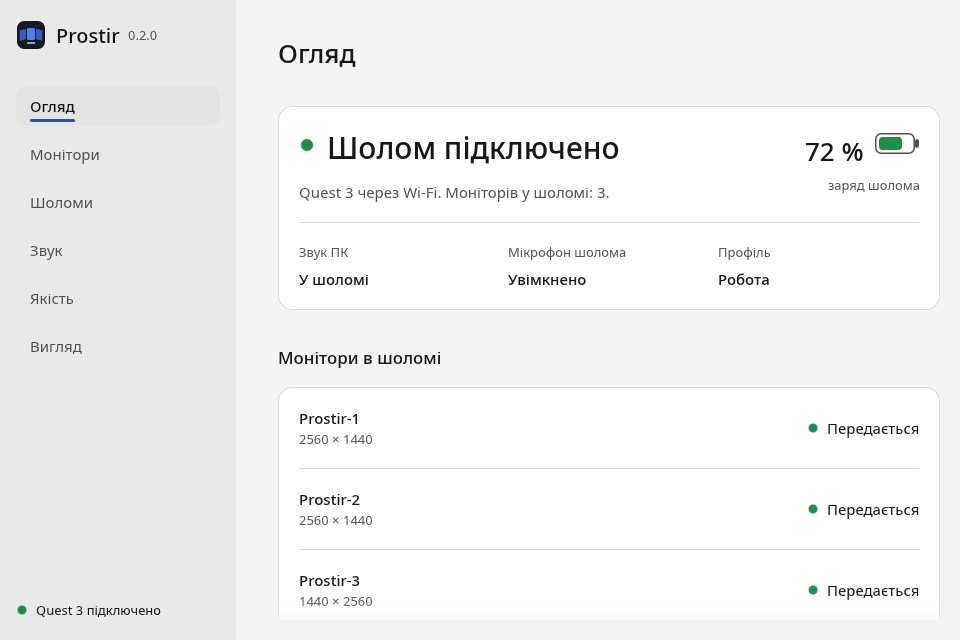 Prostir 0.2.0
Огляд
Монітори
Шоломи
Звук
Якість
Вигляд
Quest 3 підключено
Огляд
Шолом підключено
72 %
Quest 3 через Wi-Fi. Моніторів у шоломі: 3.
заряд шолома
Звук ПК
У шоломі
Мікрофон шолома
Увімкнено
Профіль
Робота
Монітори в шоломі
Prostir-1
2560 × 1440
Передається
Prostir-2
2560 × 1440
Передається
Prostir-3
1440 × 2560
Передається